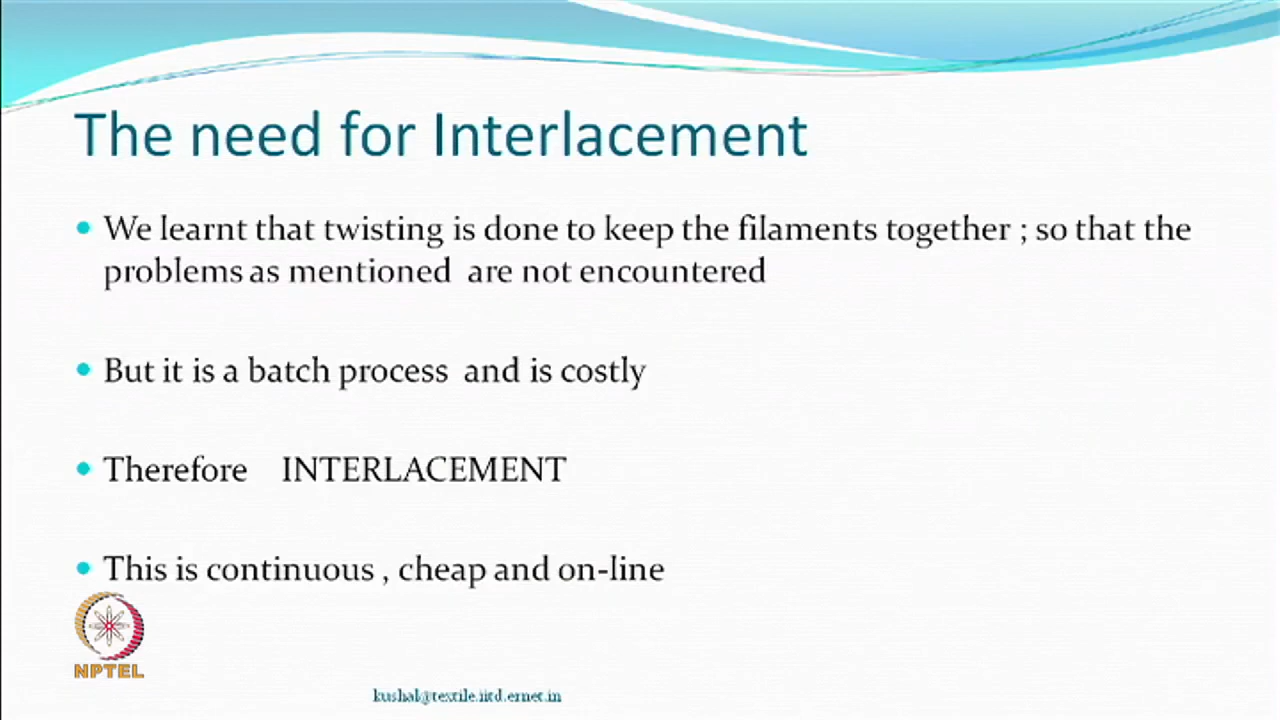 The need for Interlacement
We learnt that twisting is done to keep the filaments together ; so that the
problems as mentioned are not encountered
But it is a batch process and is costly
Therefore INTERLACEMENT
This is continuous , cheap and on-line
NPTEL
kushal@textile.iitd.ernet.in